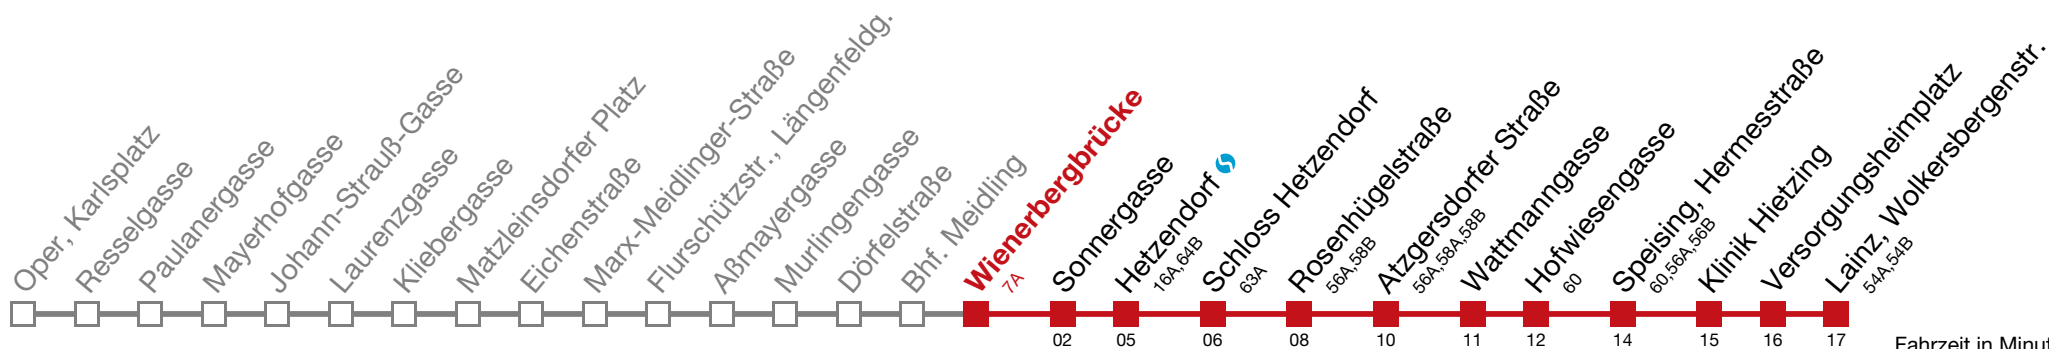 Oper, Karlsplatz
Resselgasse
Paulanergasse
Mayerhofgasse
Johann-Strauß-Gasse
Laurenzgasse
Kliebergasse
Matzleinsdorfer Platz
Eichenstraße
Marx-Meidlinger-Straße
Flurschützstr., Längenfeldg.
Aßmayergasse
Murlingengasse
Dörfelstraße
Bhf. Meidling
Wienerbergbrücke
7A
Sonnergasse
02
Hetzendorf
16A,64B
05
Schloss Hetzendorf
63A
06
Rosenhügelstraße
56A,58B
08
Atzgersdorfer Straße
56A,58A,58B
10
Wattmanngasse
11
Hofwiesengasse
60
12
Speising, Hermesstraße
60,56A,56B
14
Klinik Hietzing
15
Versorgungsheimplatz
16
Lainz, Wolkersbergenstr.
54A,54B
17
Fahrzeit in Minut